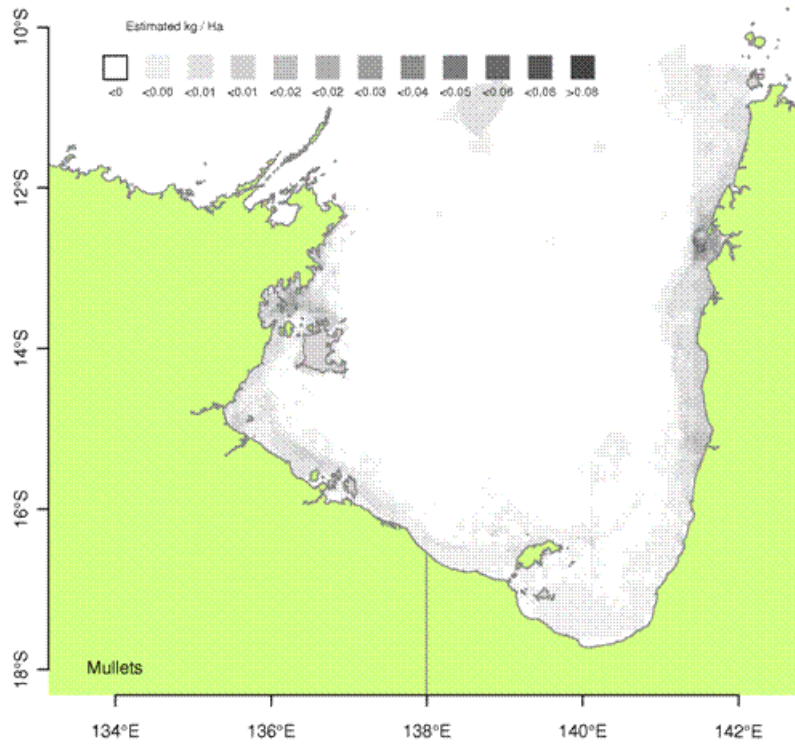 Estimated kg / Ha
<0 <0.00 <0.01 <0.01 <0.02 <0.02 <0.03 <0.04 <0.05 <0.06 <0.08 >0.08
10°S
12°S
14°S
16°S
18°S
Mullets
134°E 136°E 138°E 140°E 142°E